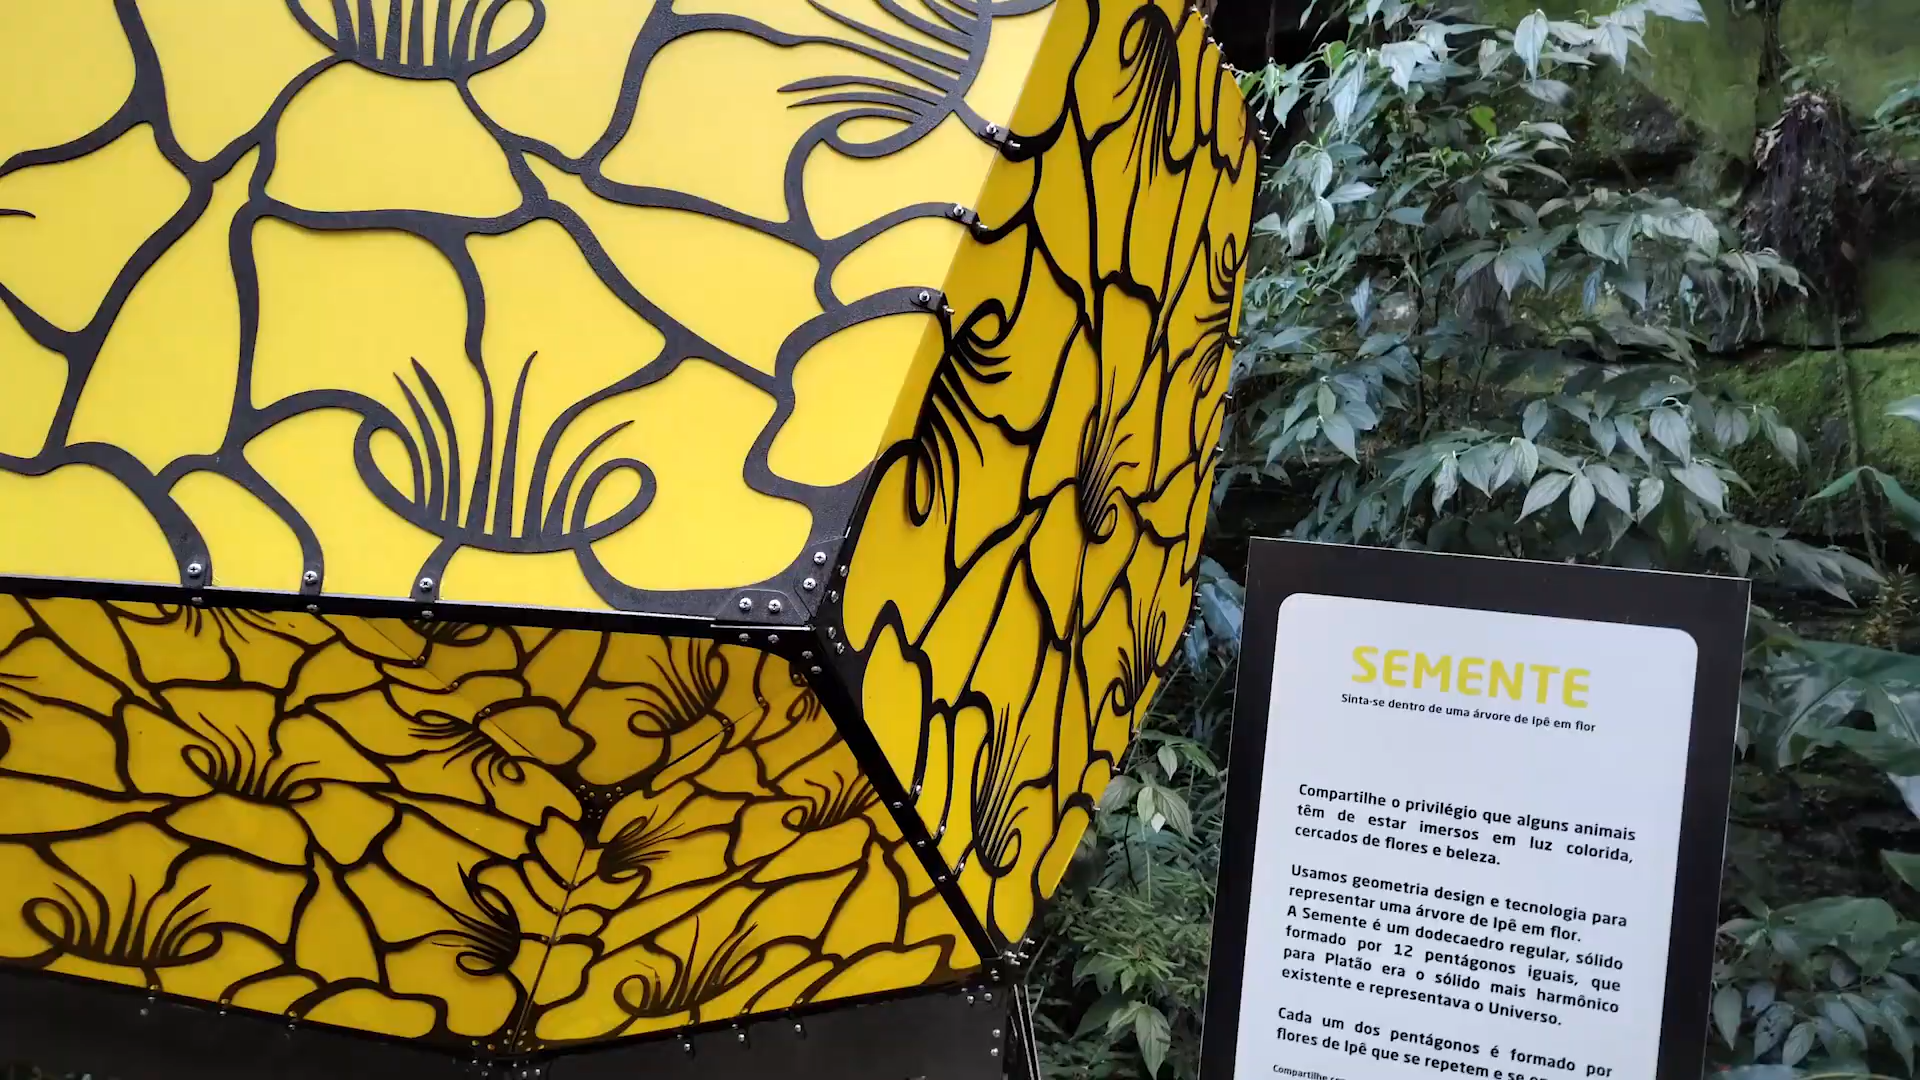 SEMENTE
Sinta-se dentro de uma árvore de Ipê em flor
Compartilhe o privilégio que alguns animais
têm de estar imersos em luz colorida,
cercados de flores e beleza.
Usamos geometria design e tecnologia para
representar uma árvore de Ipê em flor.
A Semente é um dodecaedro regular, sólido
formado por 12 pentágonos iguais, que
para Platão era o sólido mais harmônico
existente e representava o Universo.
Cada um dos pentágonos é formado por
flores de Ipê que se repetem e se
Compartilhe